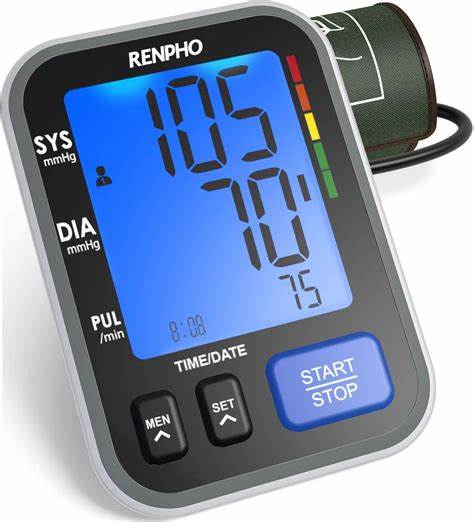 RENPHO
SYS
mmHg
105
DIA
mmHg
70
PUL
/min
75
8:08
TIME/DATE
MEN
SET
START
STOP